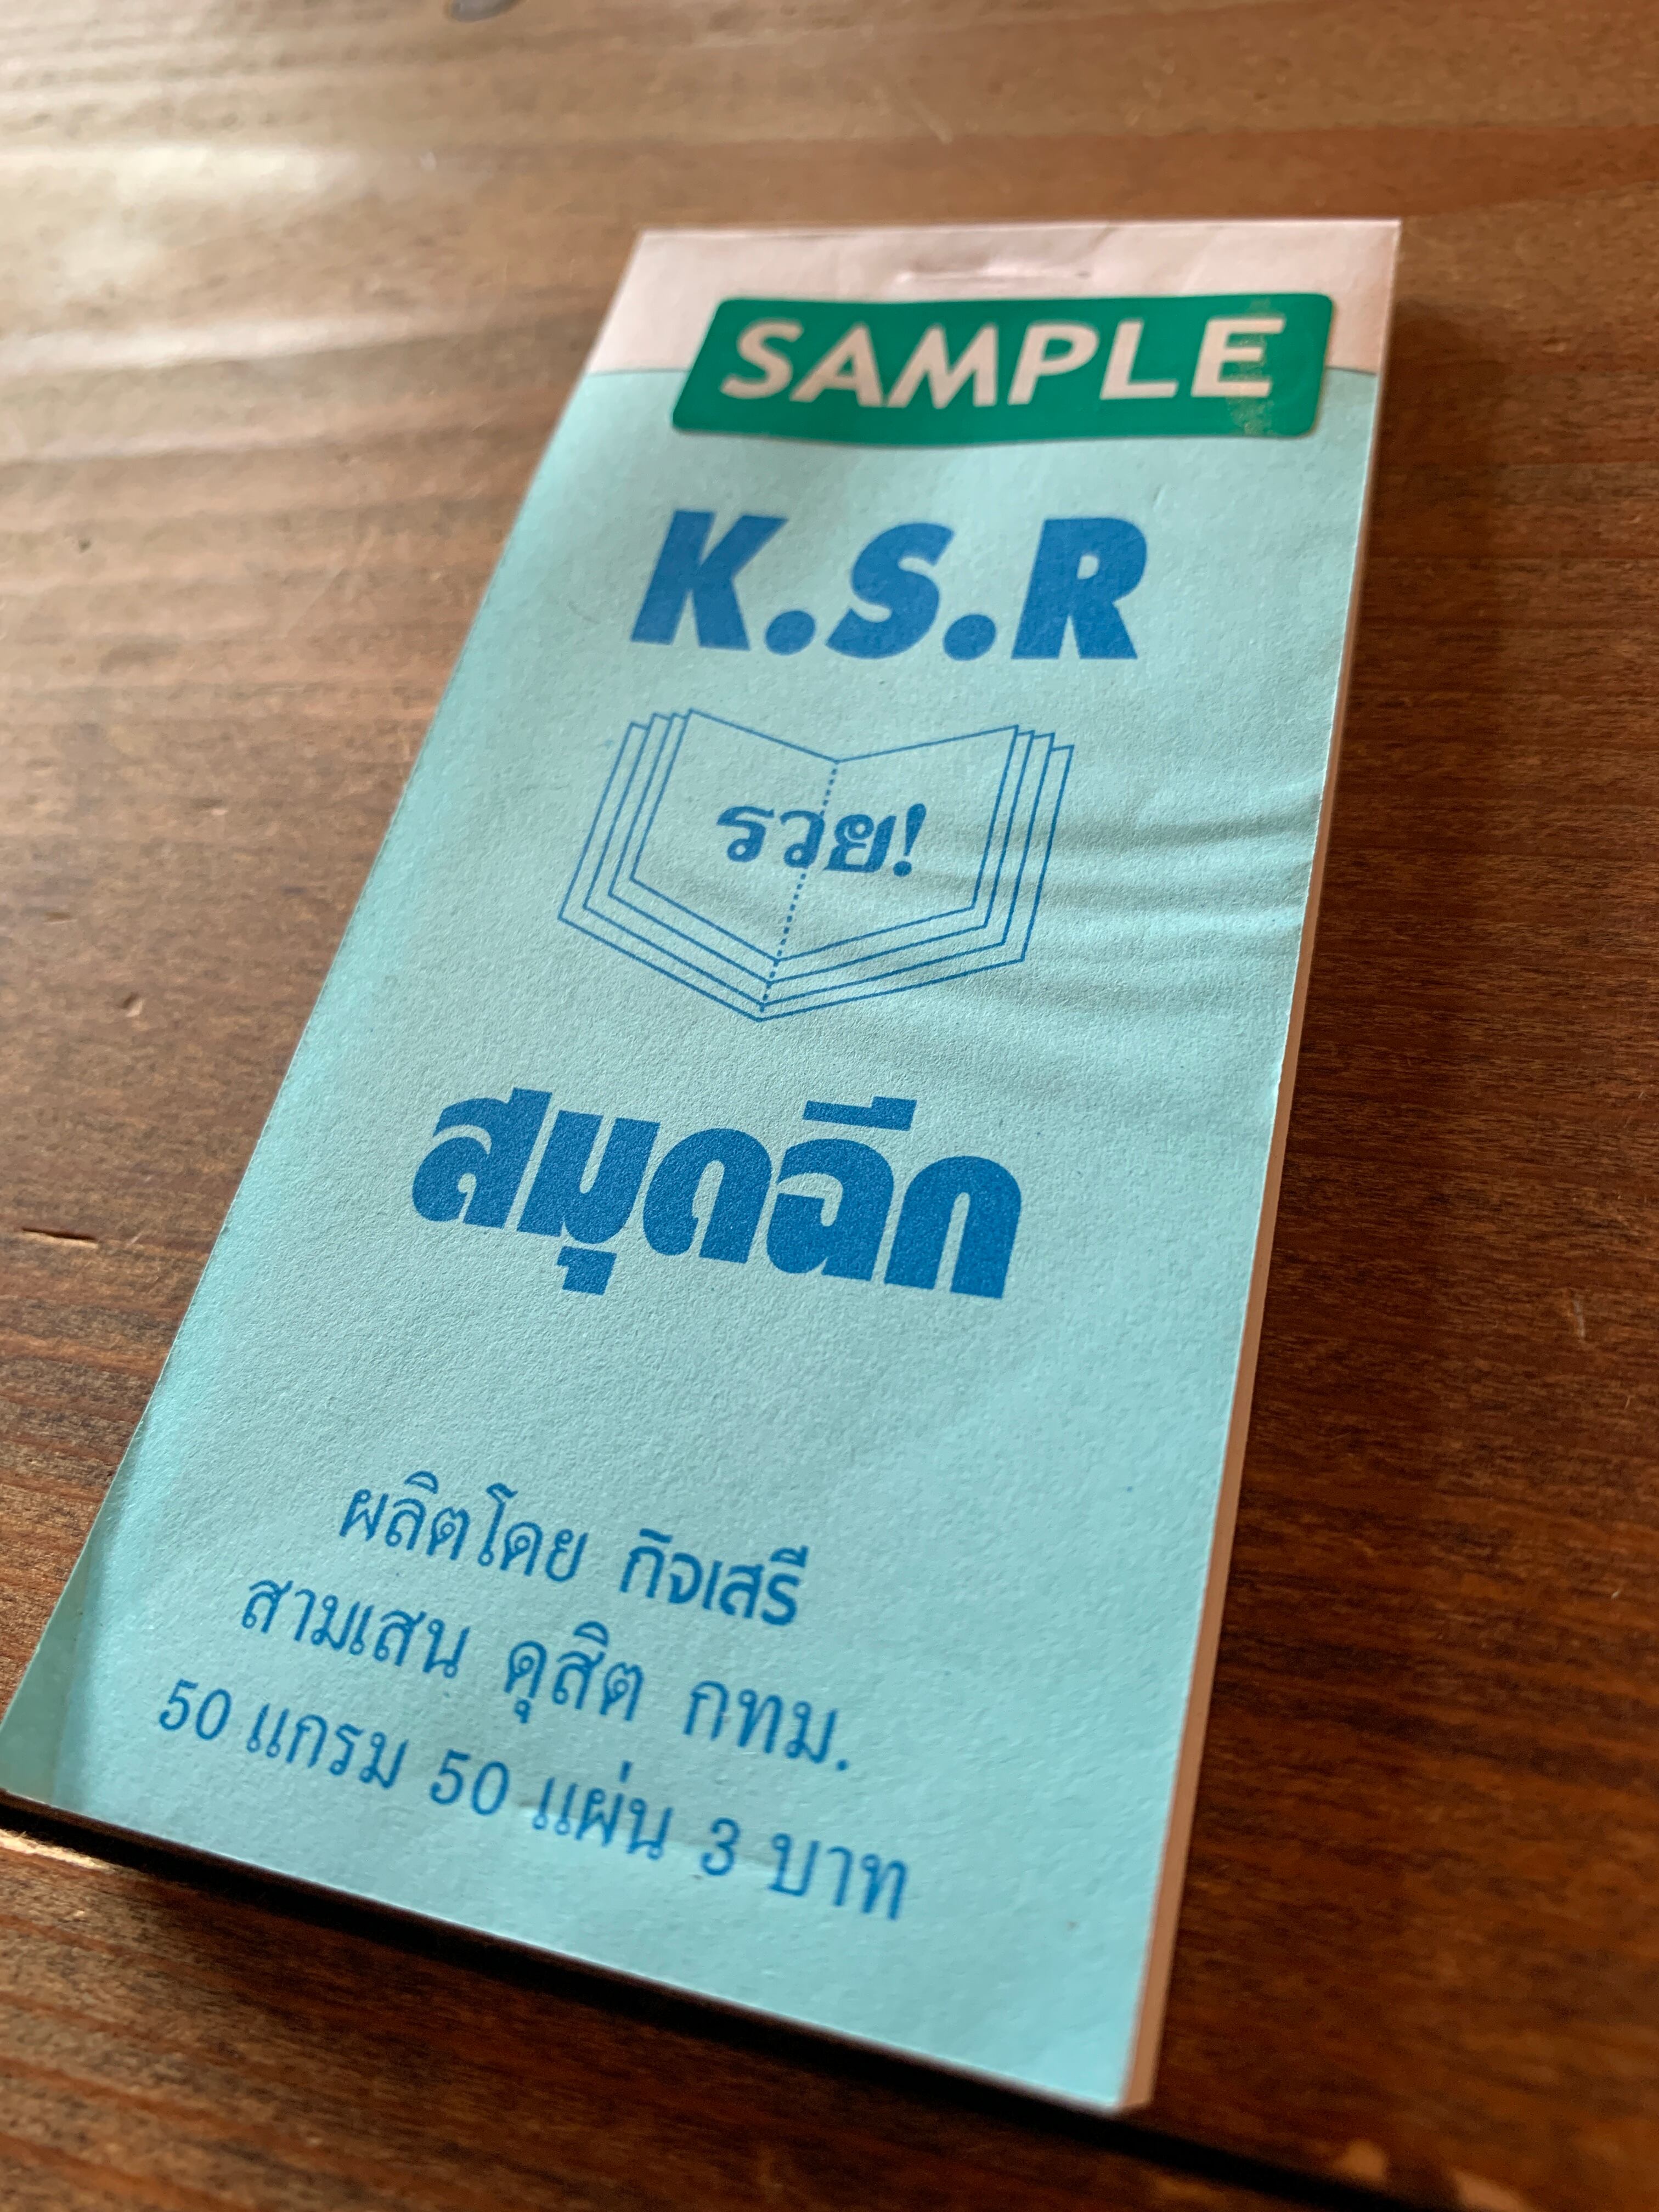 SAMPLE
K.S.R
รวย!
สมุดฉีก
ผลิตโดย กิจเสรี
สามเสน ดุสิต กทม.
50 แกรม 50 แผ่น 3 บาท